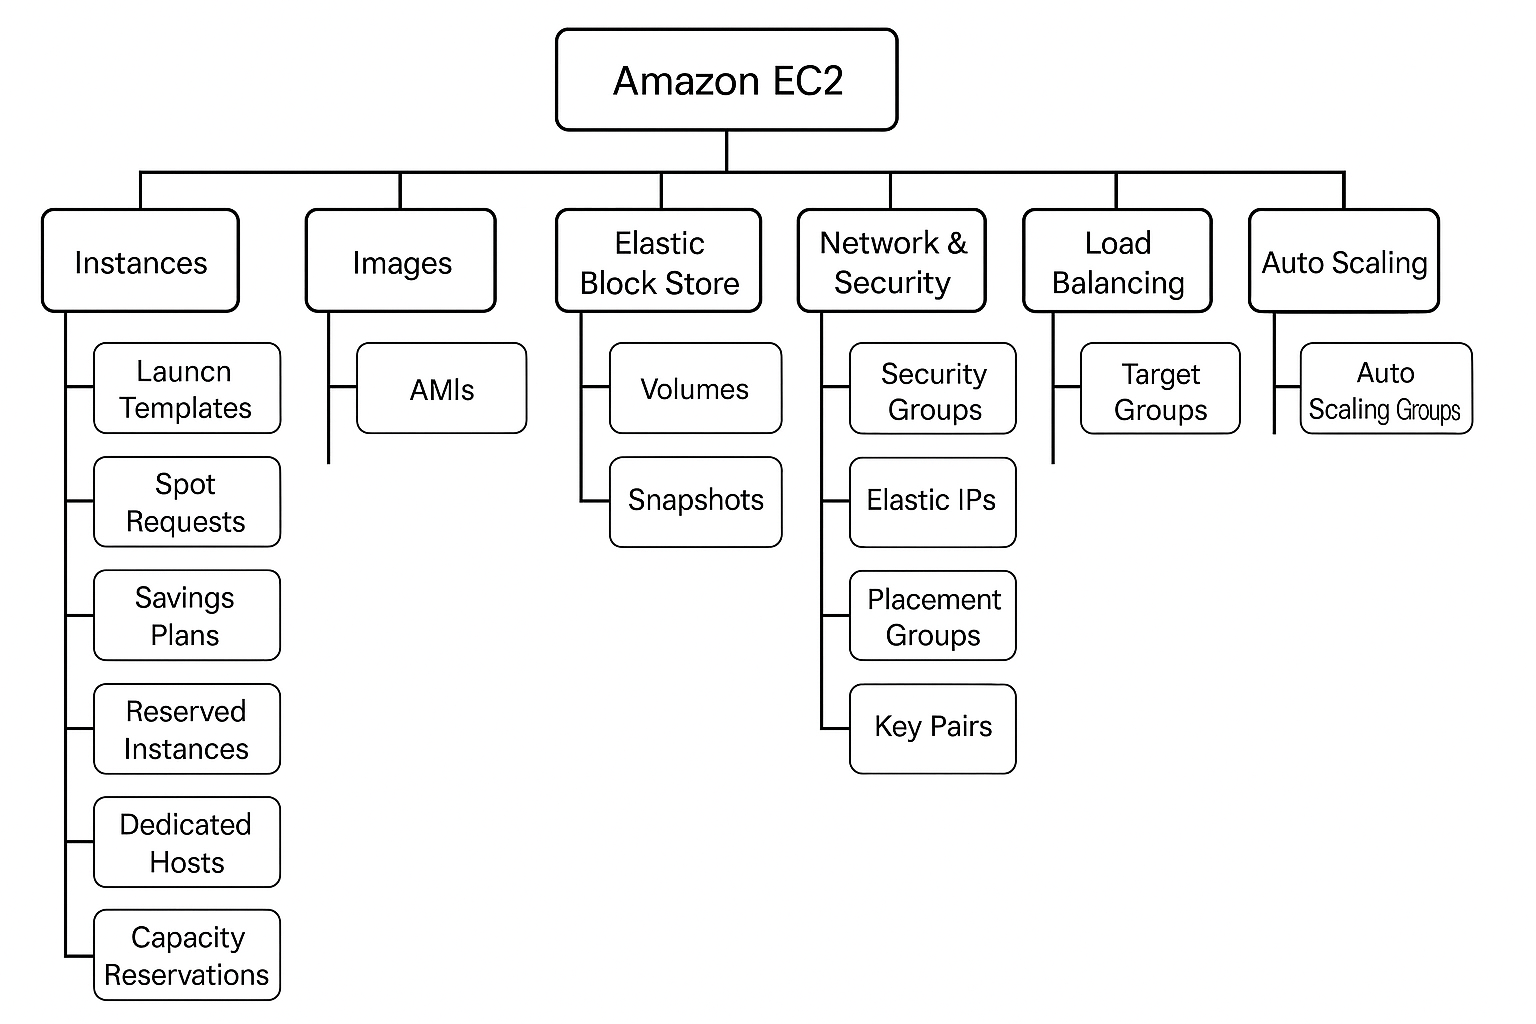 Amazon EC2
Instances
Images
Elastic
Block Store
Network &
Security
Load
Balancing
Auto Scaling
Launcn
Templates
Spot
Requests
Savings
Plans
Reserved
Instances
Dedicated
Hosts
Capacity
Reservations
AMIs
Volumes
Snapshots
Security
Groups
Elastic IPs
Placement
Groups
Key Pairs
Target
Groups
Auto
Scaling Groups